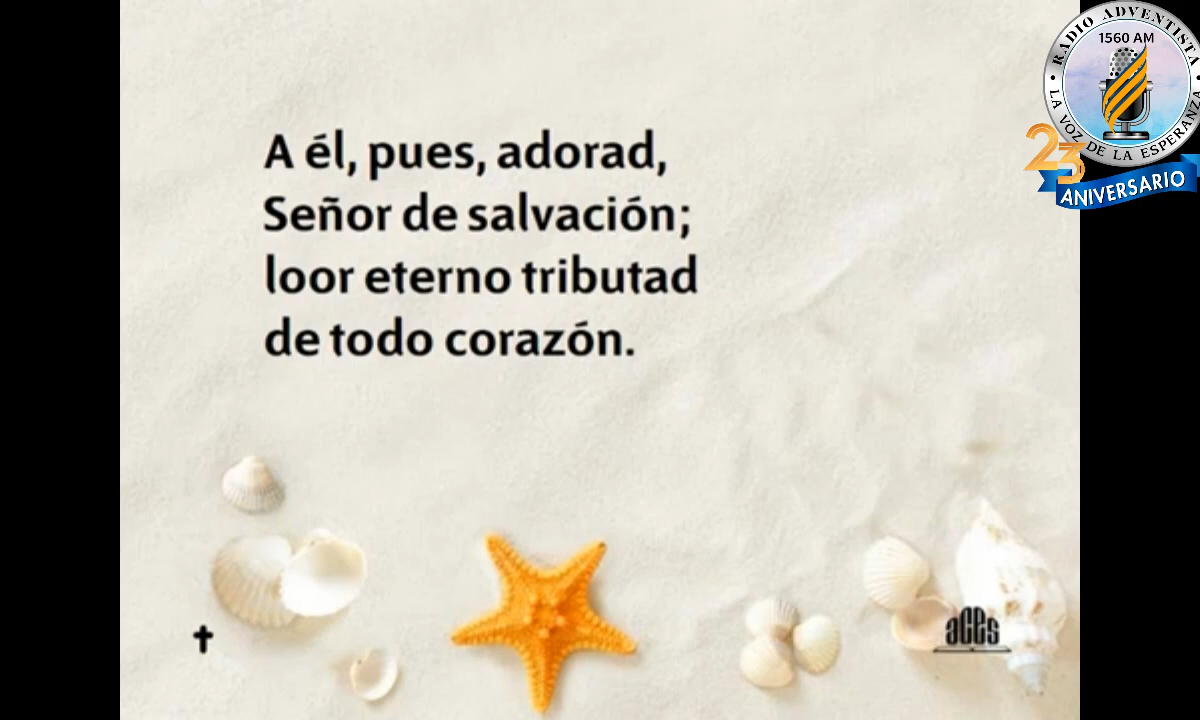 A él, pues, adorad,
Señor de salvación;
loor eterno tributad
de todo corazón.
RADIO ADVENTISTA
1560 AM
LA VOZ DE LA ESPERANZA
23
ANIVERSARIO
aces